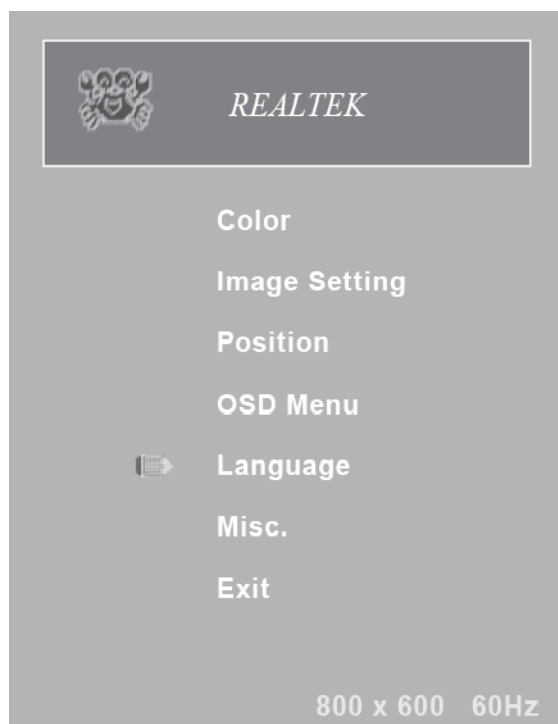 REALTEK
Color
Image Setting
Position
OSD Menu
Language
Misc.
Exit
800 x 600 60Hz